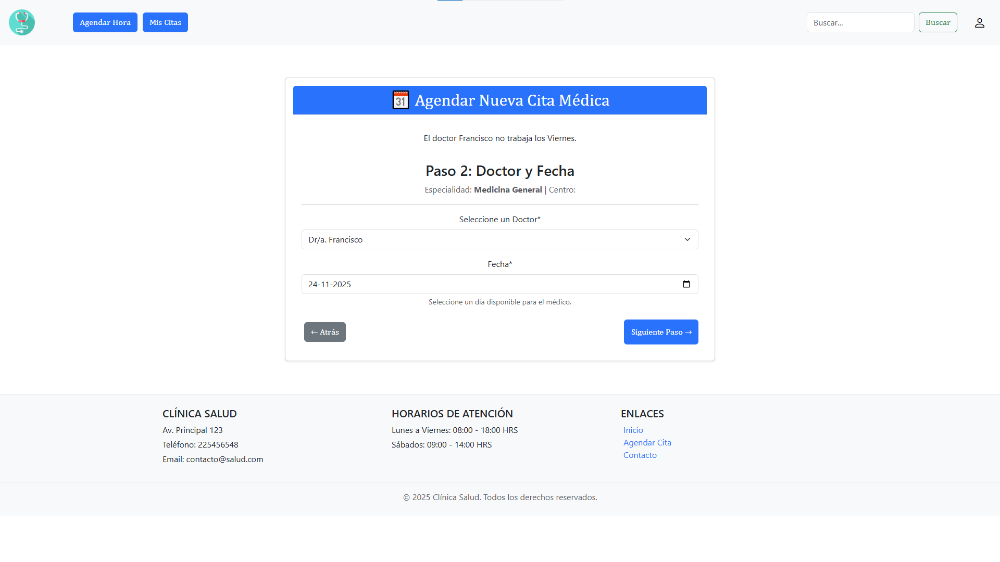 Agendar Hora
Mis Citas
Buscar...
Buscar
31 Agendar Nueva Cita Médica
El doctor Francisco no trabaja los Viernes.
Paso 2: Doctor y Fecha
Especialidad: Medicina General | Centro:
Seleccione un Doctor*
Dr/a. Francisco
Fecha*
24-11-2025
Seleccione un día disponible para el médico.
← Atrás
Siguiente Paso →
CLÍNICA SALUD
Av. Principal 123
Teléfono: 225456548
Email: contacto@salud.com
HORARIOS DE ATENCIÓN
Lunes a Viernes: 08:00 - 18:00 HRS
Sábados: 09:00 - 14:00 HRS
ENLACES
Inicio
Agendar Cita
Contacto
© 2025 Clínica Salud. Todos los derechos reservados.